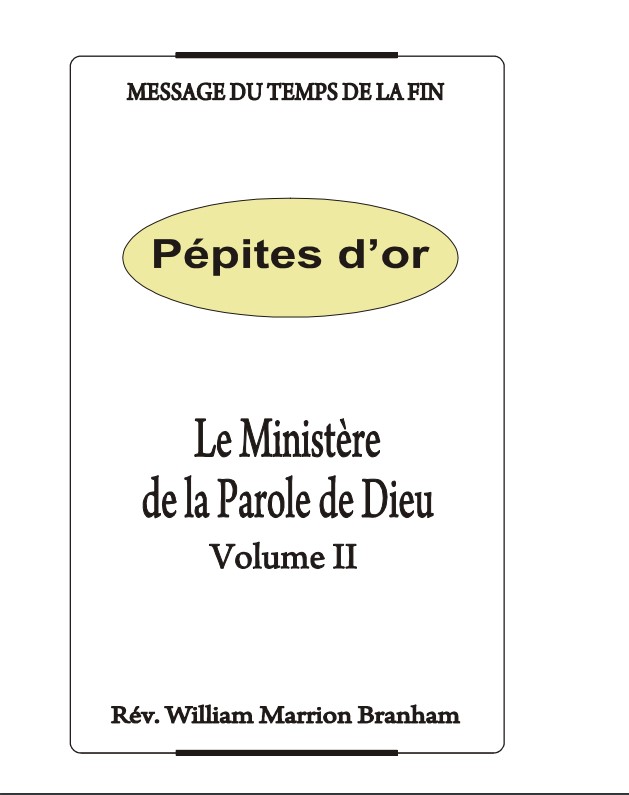 MESSAGE DU TEMPS DE LA FIN
Pépites d’or
Le Ministère
de la Parole de Dieu
Volume II
Rév. William Marrion Branham